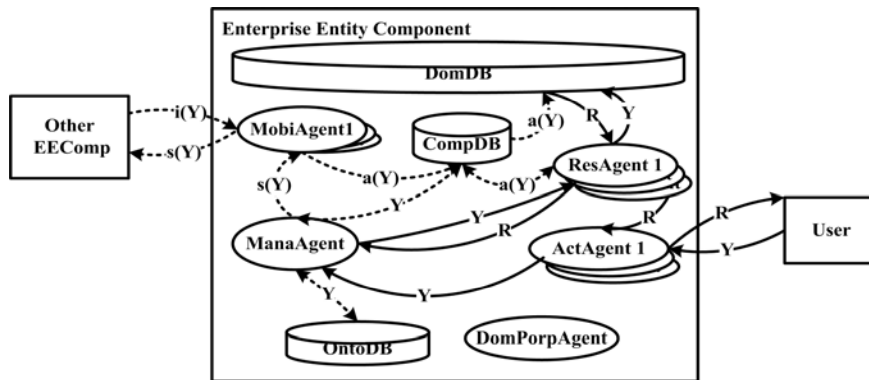 Enterprise Entity Component
DomDB
Other
EEComp
i(Y)
s(Y)
MobiAgent1
CompDB
a(Y)
R
Y
ResAgent 1
s(Y)
a(Y)
a(Y)
Y
Y
R
R
R
Y
User
ManaAgent
ActAgent 1
Y
Y
OntoDB
DomPorpAgent